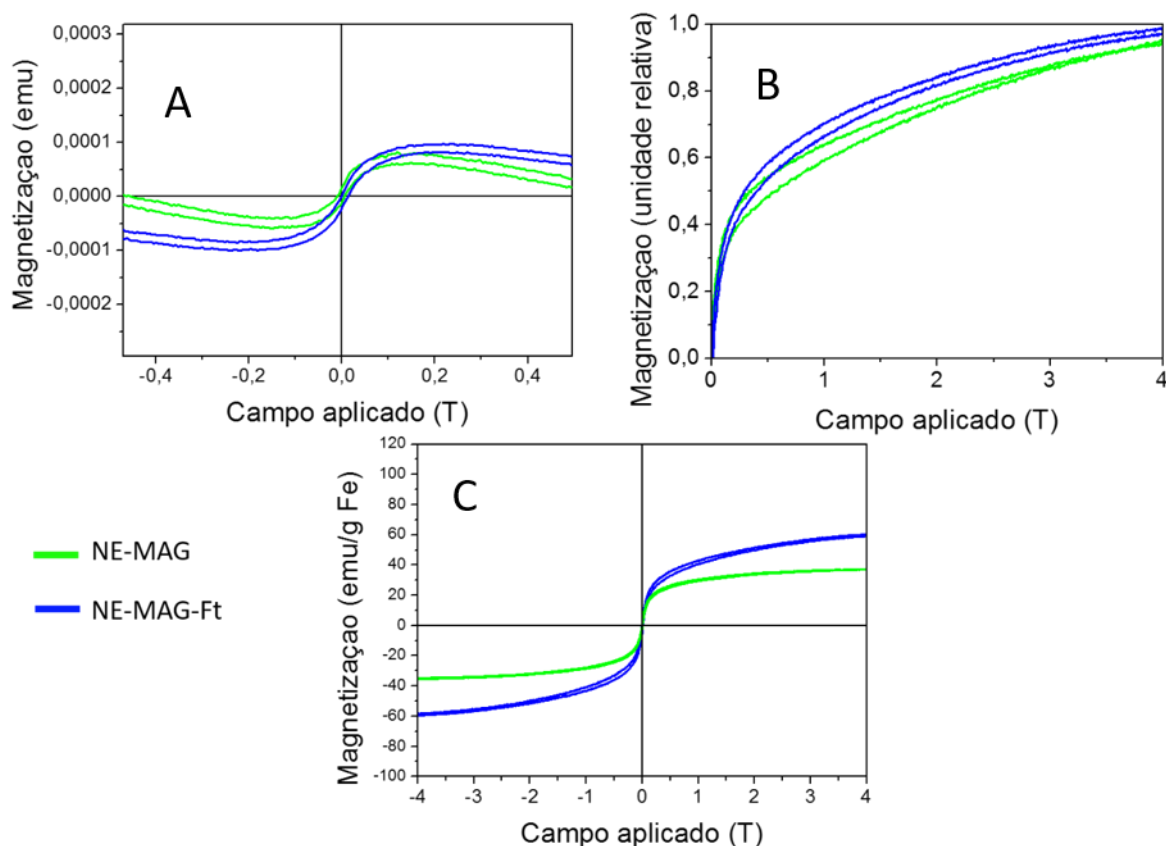 A
Magnetizaçao (emu)
0,0003
0,0002
0,0001
0,0000
-0,0001
-0,0002
-0,4 -0,2 0,0 0,2 0,4
Campo aplicado (T)
B
Magnetizaçao (unidade relativa)
1,0
0,8
0,6
0,4
0,2
0,0
0 1 2 3 4
Campo aplicado (T)
C
Magnetizaçao (emu/g Fe)
120
100
80
60
40
20
0
-20
-40
-60
-80
-100
-4 -3 -2 -1 0 1 2 3 4
Campo aplicado (T)
NE-MAG
NE-MAG-Ft